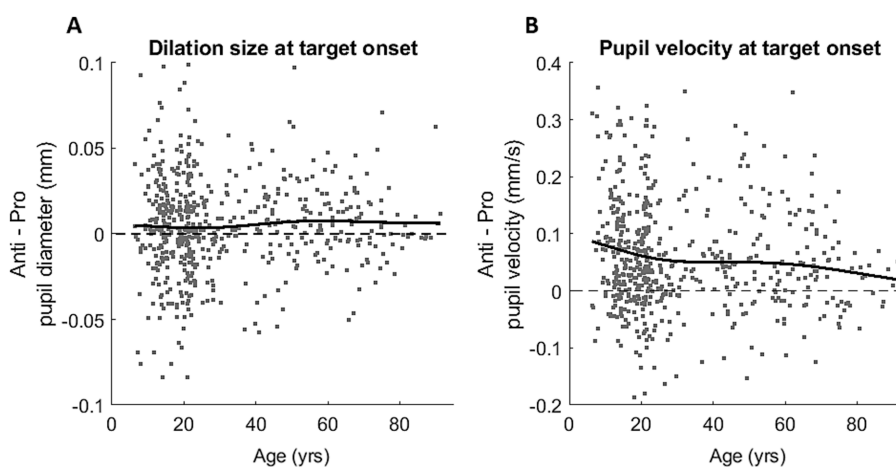 A
Dilation size at target onset
0.1
0.05
0
-0.05
-0.1
Anti - Pro
pupil diameter (mm)
0
20
40
60
80
Age (yrs)
B
Pupil velocity at target onset
0.4
0.3
0.2
0.1
0
-0.1
-0.2
Anti - Pro
pupil velocity (mm/s)
0
20
40
60
80
Age (yrs)